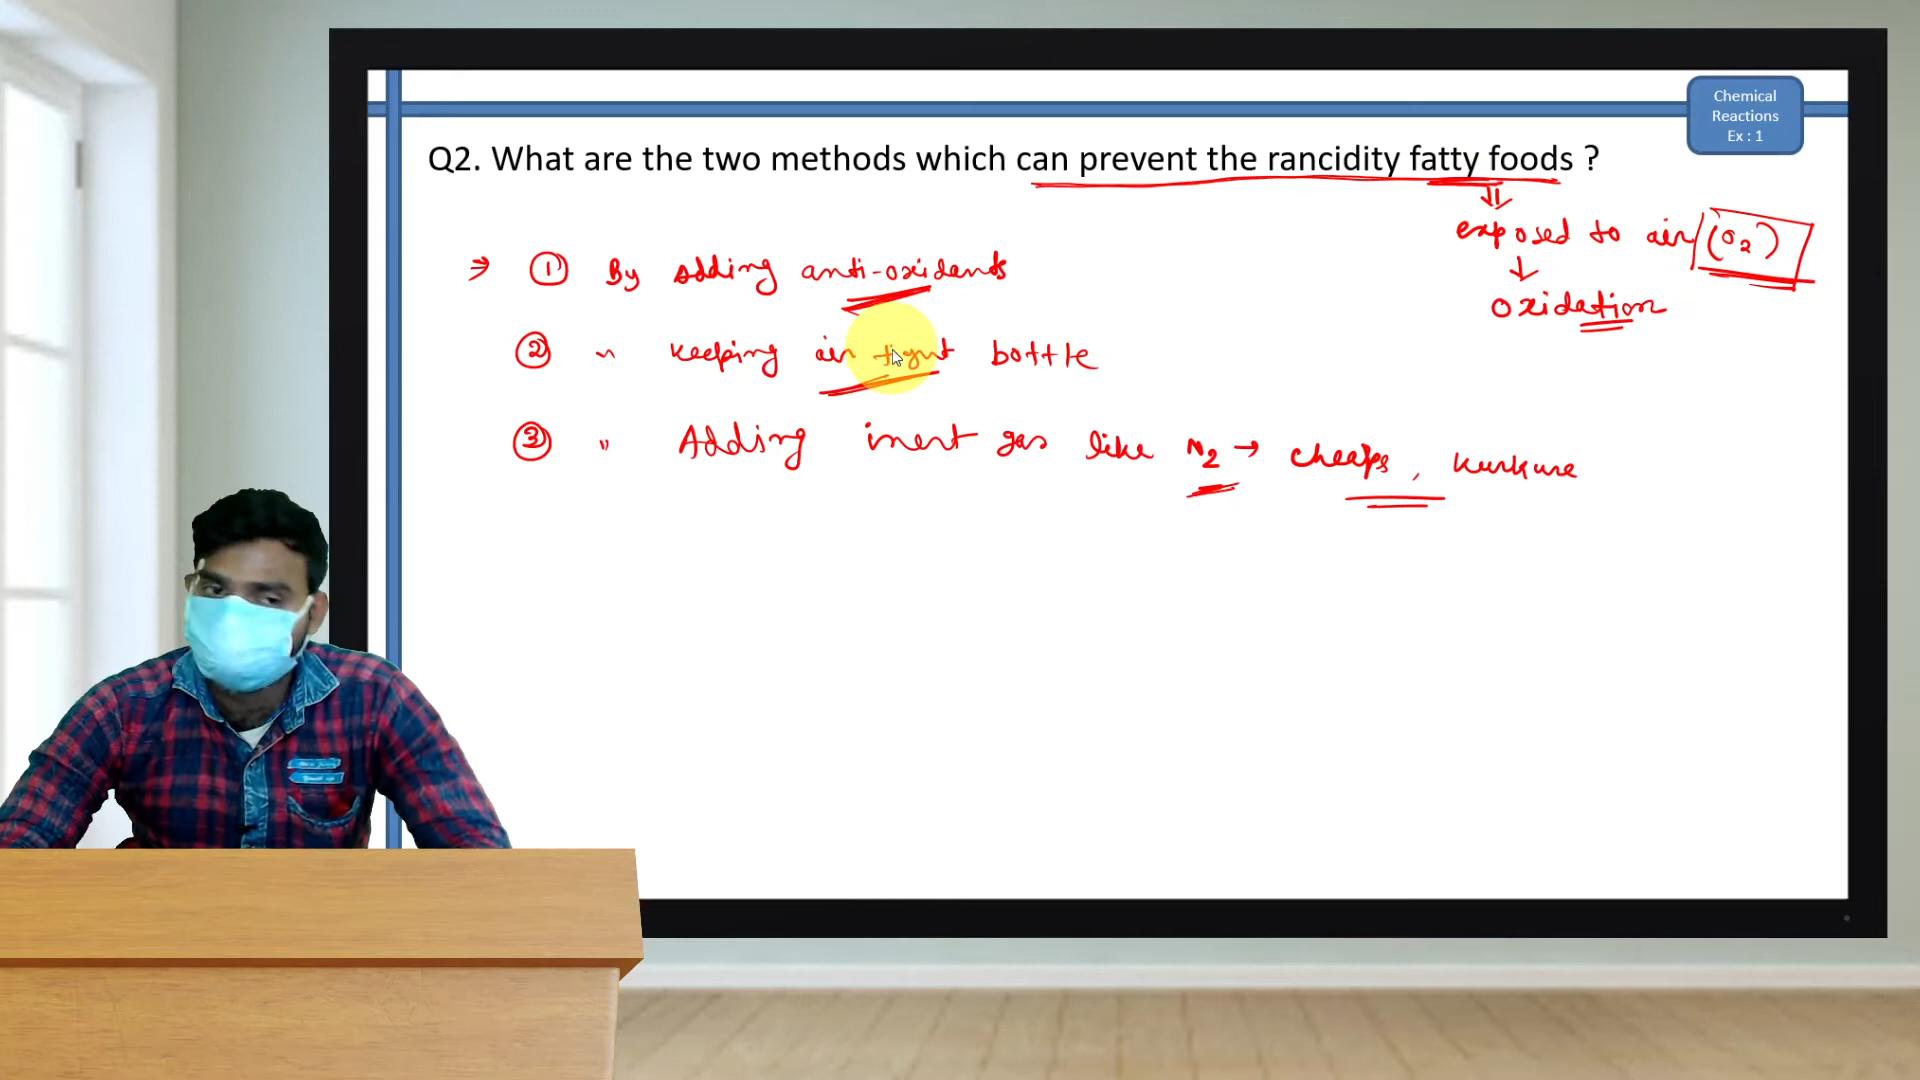 Chemical
Reactions
Ex : 1
Q2. What are the two methods which can prevent the rancidity fatty foods ?
exposed to air (O2)
Oxidation
⇒ ① By adding anti-oxidants
② " keeping air tight bottle
③ " Adding inert gas like N2 → cheaps, kurkure